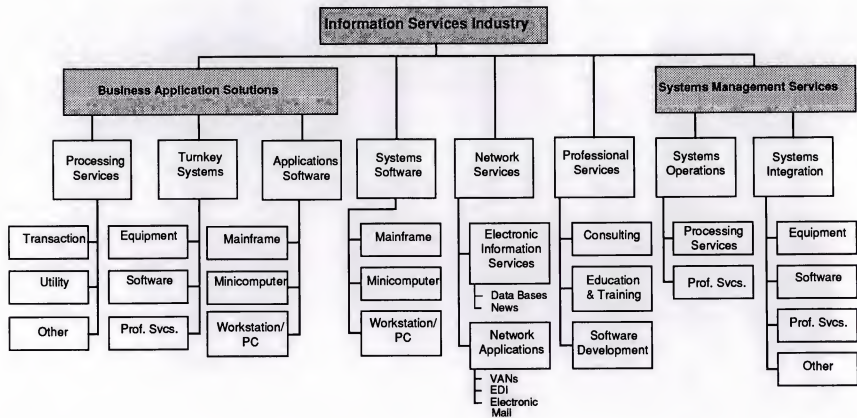 Information Services Industry
Business Application Solutions
Systems Management Services
Processing
Services
Turnkey
Systems
Applications
Software
Systems
Software
Network
Services
Professional
Services
Systems
Operations
Systems
Integration
Transaction
Utility
Other
Equipment
Software
Prof. Svcs.
Mainframe
Minicomputer
Workstation/
PC
Mainframe
Minicomputer
Workstation/
PC
Electronic
Information
Services
Data Bases
News
Network
Applications
VANs
EDI
Electronic
Mail
Consulting
Education
& Training
Software
Development
Processing
Services
Prof. Svcs.
Equipment
Software
Prof. Svcs.
Other